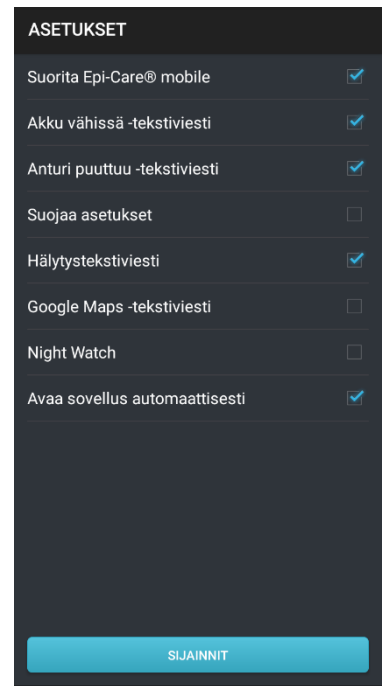 ASETUKSET
Suorita Epi-Care® mobile
Akku vähissä -tekstiviesti
Anturi puuttuu -tekstiviesti
Suojaa asetukset
Hälytystekstiviesti
Google Maps -tekstiviesti
Night Watch
Avaa sovellus automaattisesti
SIJAINNIT